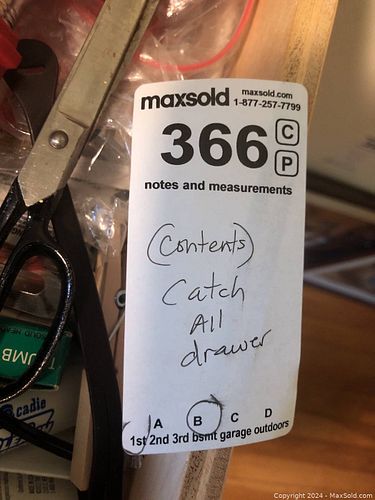 maxsold maxsold.com
1-877-257-7799
366 C
P
notes and measurements
(Contents)
Catch
All
drawer
A B C D
1st 2nd 3rd bsmt garage outdoors
UMB
cadie
Copyright 2024 - MaxSold.com